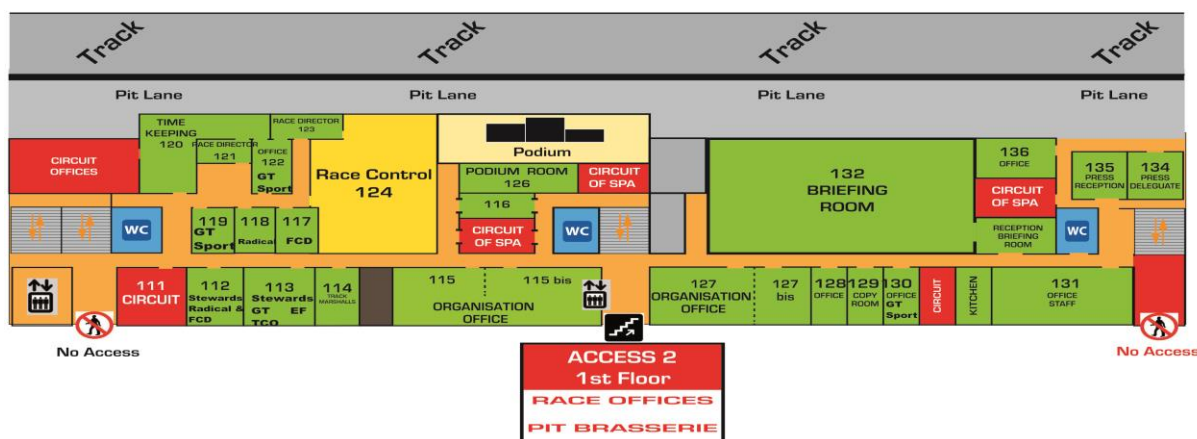 Track Track Track Track
Pit Lane Pit Lane Pit Lane Pit Lane
CIRCUIT
OFFICES
TIME
KEEPING
120
RACE DIRECTOR
121
OFFICE
122
GT
Sport
RACE DIRECTOR
123
Race Control
124
Podium
PODIUM ROOM
126
CIRCUIT
OF SPA
116
CIRCUIT
OF SPA
132
BRIEFING
ROOM
136
OFFICE
CIRCUIT
OF SPA
RECEPTION
BRIEFING
ROOM
135
PRESS
RECEPTION
134
PRESS
DELEGUATE
WC
119
GT
Sport
118
Radical
117
FCD
WC
WC
111
CIRCUIT
112
Stewards
Radical &
FCD
113
Stewards
GT EF
TCO
114
TRACK
MARSHALLS
115 115 bis
ORGANISATION
OFFICE
127
ORGANISATION
OFFICE
127
bis
128
OFFICE
129
COPY
ROOM
130
OFFICE
GT
Sport
CIRCUIT
KITCHEN
131
OFFICE
STAFF
No Access
No Access
ACCESS 2
1st Floor
RACE OFFICES
PIT BRASSERIE